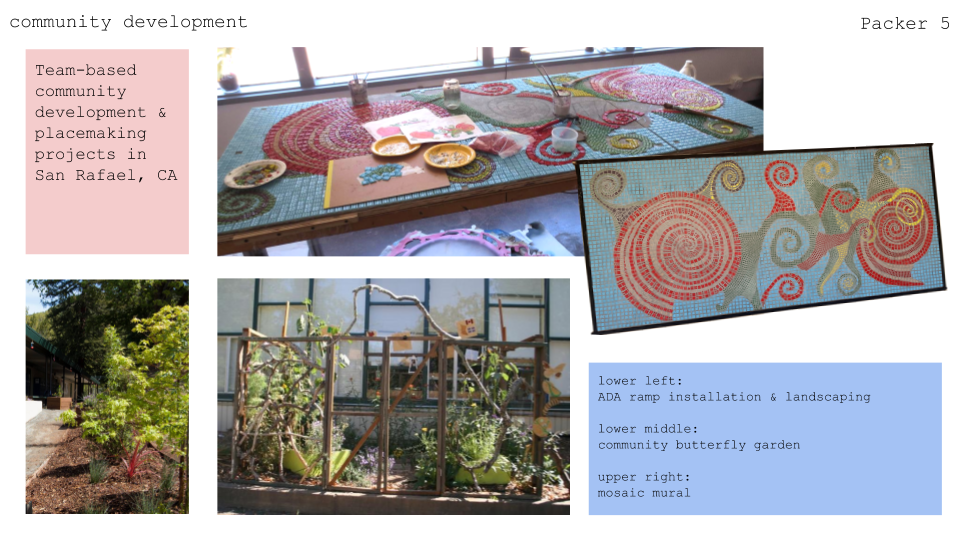 community development
Packer 5
Team-based
community
development &
placemaking
projects in
San Rafael, CA
lower left:
ADA ramp installation & landscaping
lower middle:
community butterfly garden
upper right:
mosaic mural